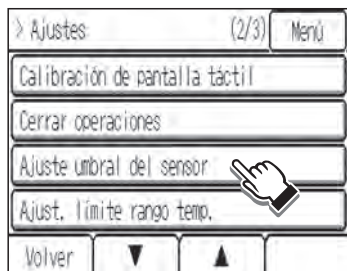 > Ajustes (2/3) Menú
Calibración de pantalla táctil
Cerrar operaciones
Ajuste umbral del sensor
Ajust. límite rango temp.
Volver ▼ ▲